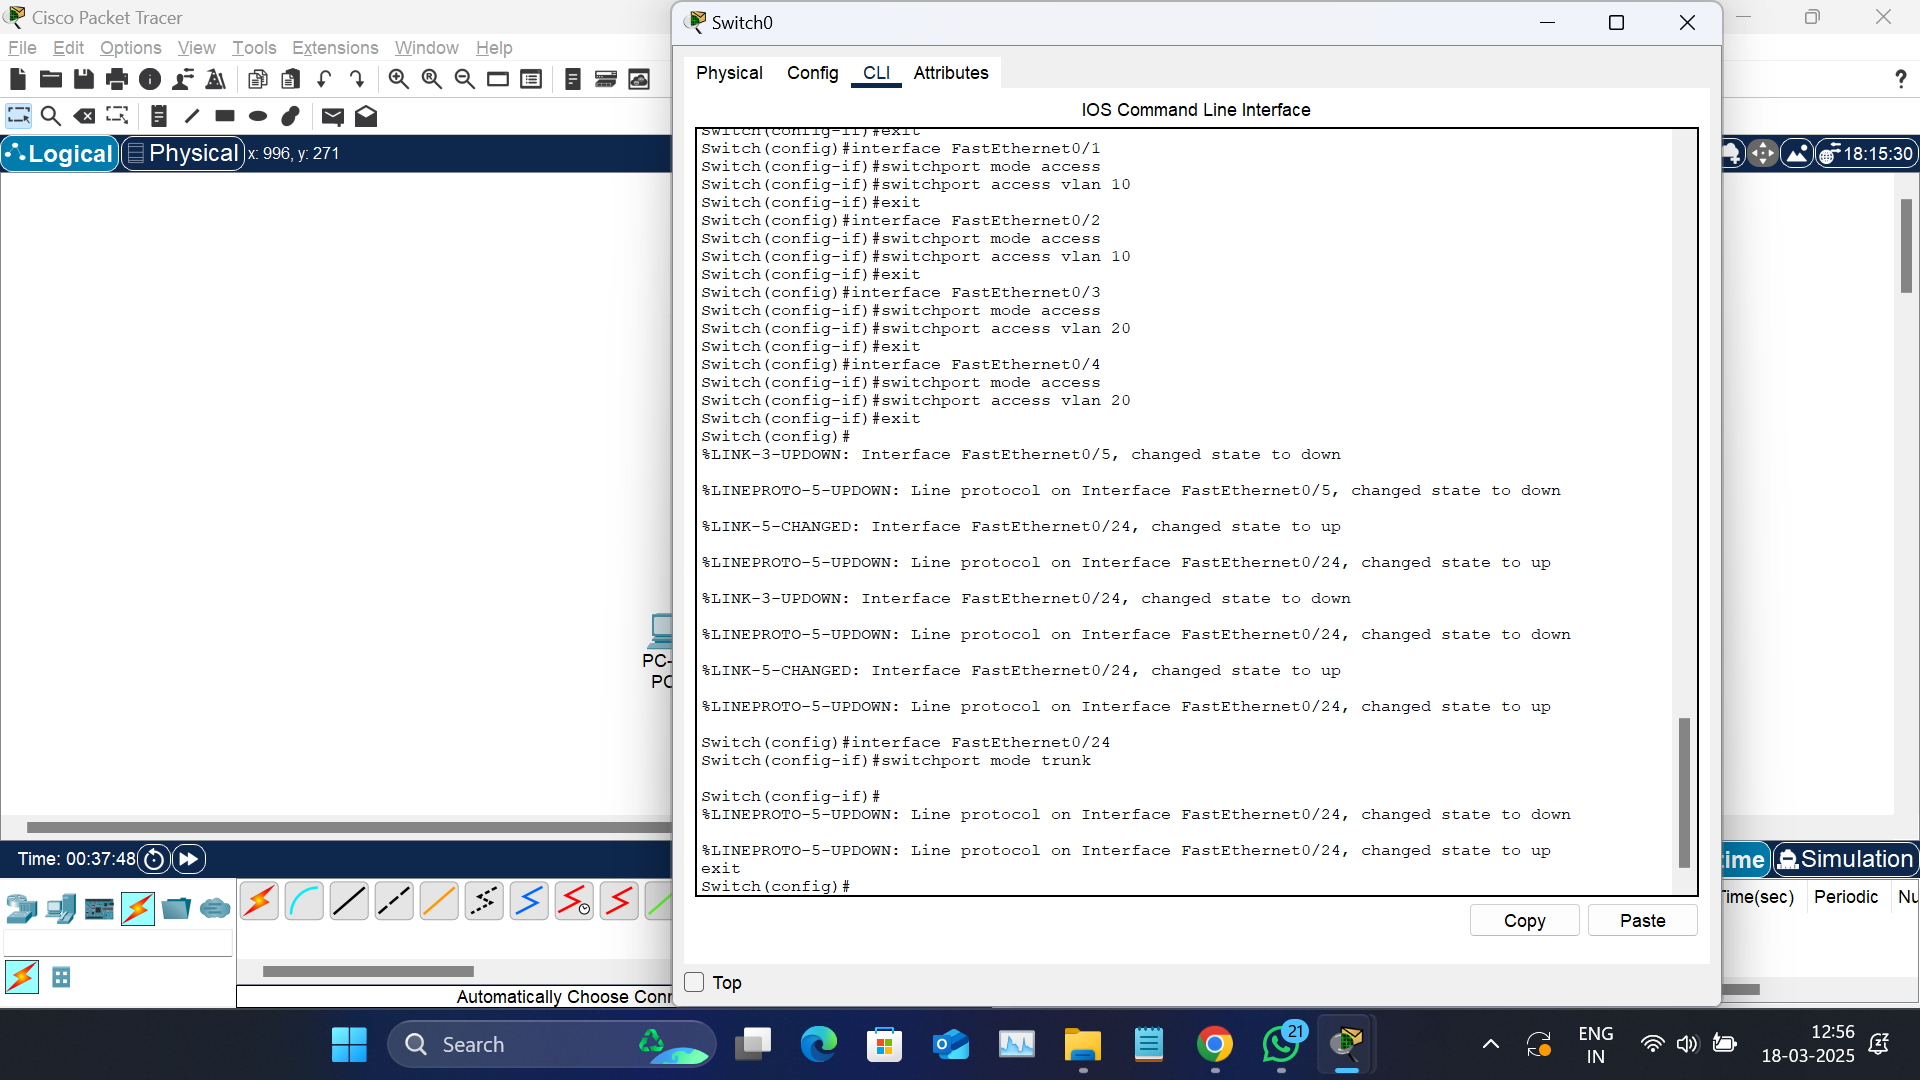 Cisco Packet Tracer
File Edit Options View Tools Extensions Window Help
Logical Physical x: 996, y: 271
Switch0
Physical Config CLI Attributes
IOS Command Line Interface
Switch(config-if)#exit
Switch(config)#interface FastEthernet0/1
Switch(config-if)#switchport mode access
Switch(config-if)#switchport access vlan 10
Switch(config-if)#exit
Switch(config)#interface FastEthernet0/2
Switch(config-if)#switchport mode access
Switch(config-if)#switchport access vlan 10
Switch(config-if)#exit
Switch(config)#interface FastEthernet0/3
Switch(config-if)#switchport mode access
Switch(config-if)#switchport access vlan 20
Switch(config-if)#exit
Switch(config)#interface FastEthernet0/4
Switch(config-if)#switchport mode access
Switch(config-if)#switchport access vlan 20
Switch(config-if)#exit
Switch(config)#
%LINK-3-UPDOWN: Interface FastEthernet0/5, changed state to down
%LINEPROTO-5-UPDOWN: Line protocol on Interface FastEthernet0/5, changed state to down
%LINK-5-CHANGED: Interface FastEthernet0/24, changed state to up
%LINEPROTO-5-UPDOWN: Line protocol on Interface FastEthernet0/24, changed state to up
%LINK-3-UPDOWN: Interface FastEthernet0/24, changed state to down
%LINEPROTO-5-UPDOWN: Line protocol on Interface FastEthernet0/24, changed state to down
%LINK-5-CHANGED: Interface FastEthernet0/24, changed state to up
%LINEPROTO-5-UPDOWN: Line protocol on Interface FastEthernet0/24, changed state to up
Switch(config)#interface FastEthernet0/24
Switch(config-if)#switchport mode trunk
Switch(config-if)#
%LINEPROTO-5-UPDOWN: Line protocol on Interface FastEthernet0/24, changed state to down
%LINEPROTO-5-UPDOWN: Line protocol on Interface FastEthernet0/24, changed state to up
exit
Switch(config)#
Copy Paste
Top
?
18:15:30
PC-
PC
Time: 00:37:48
ime Simulation
Time(sec) Periodic Nu
Automatically Choose Conn
Search
21
ENG
IN
12:56
18-03-2025